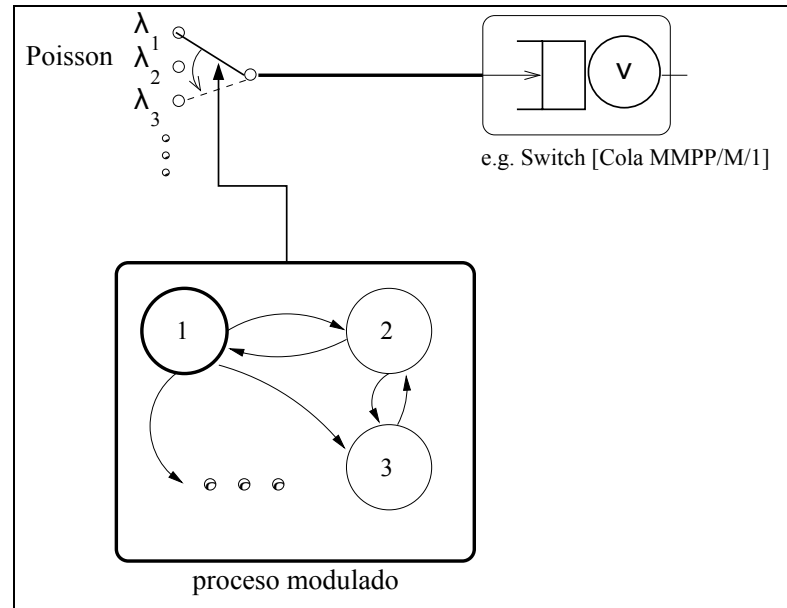 λ1
Poisson
λ2
λ3
v
e.g. Switch [Cola MMPP/M/1]
1
2
3
proceso modulado